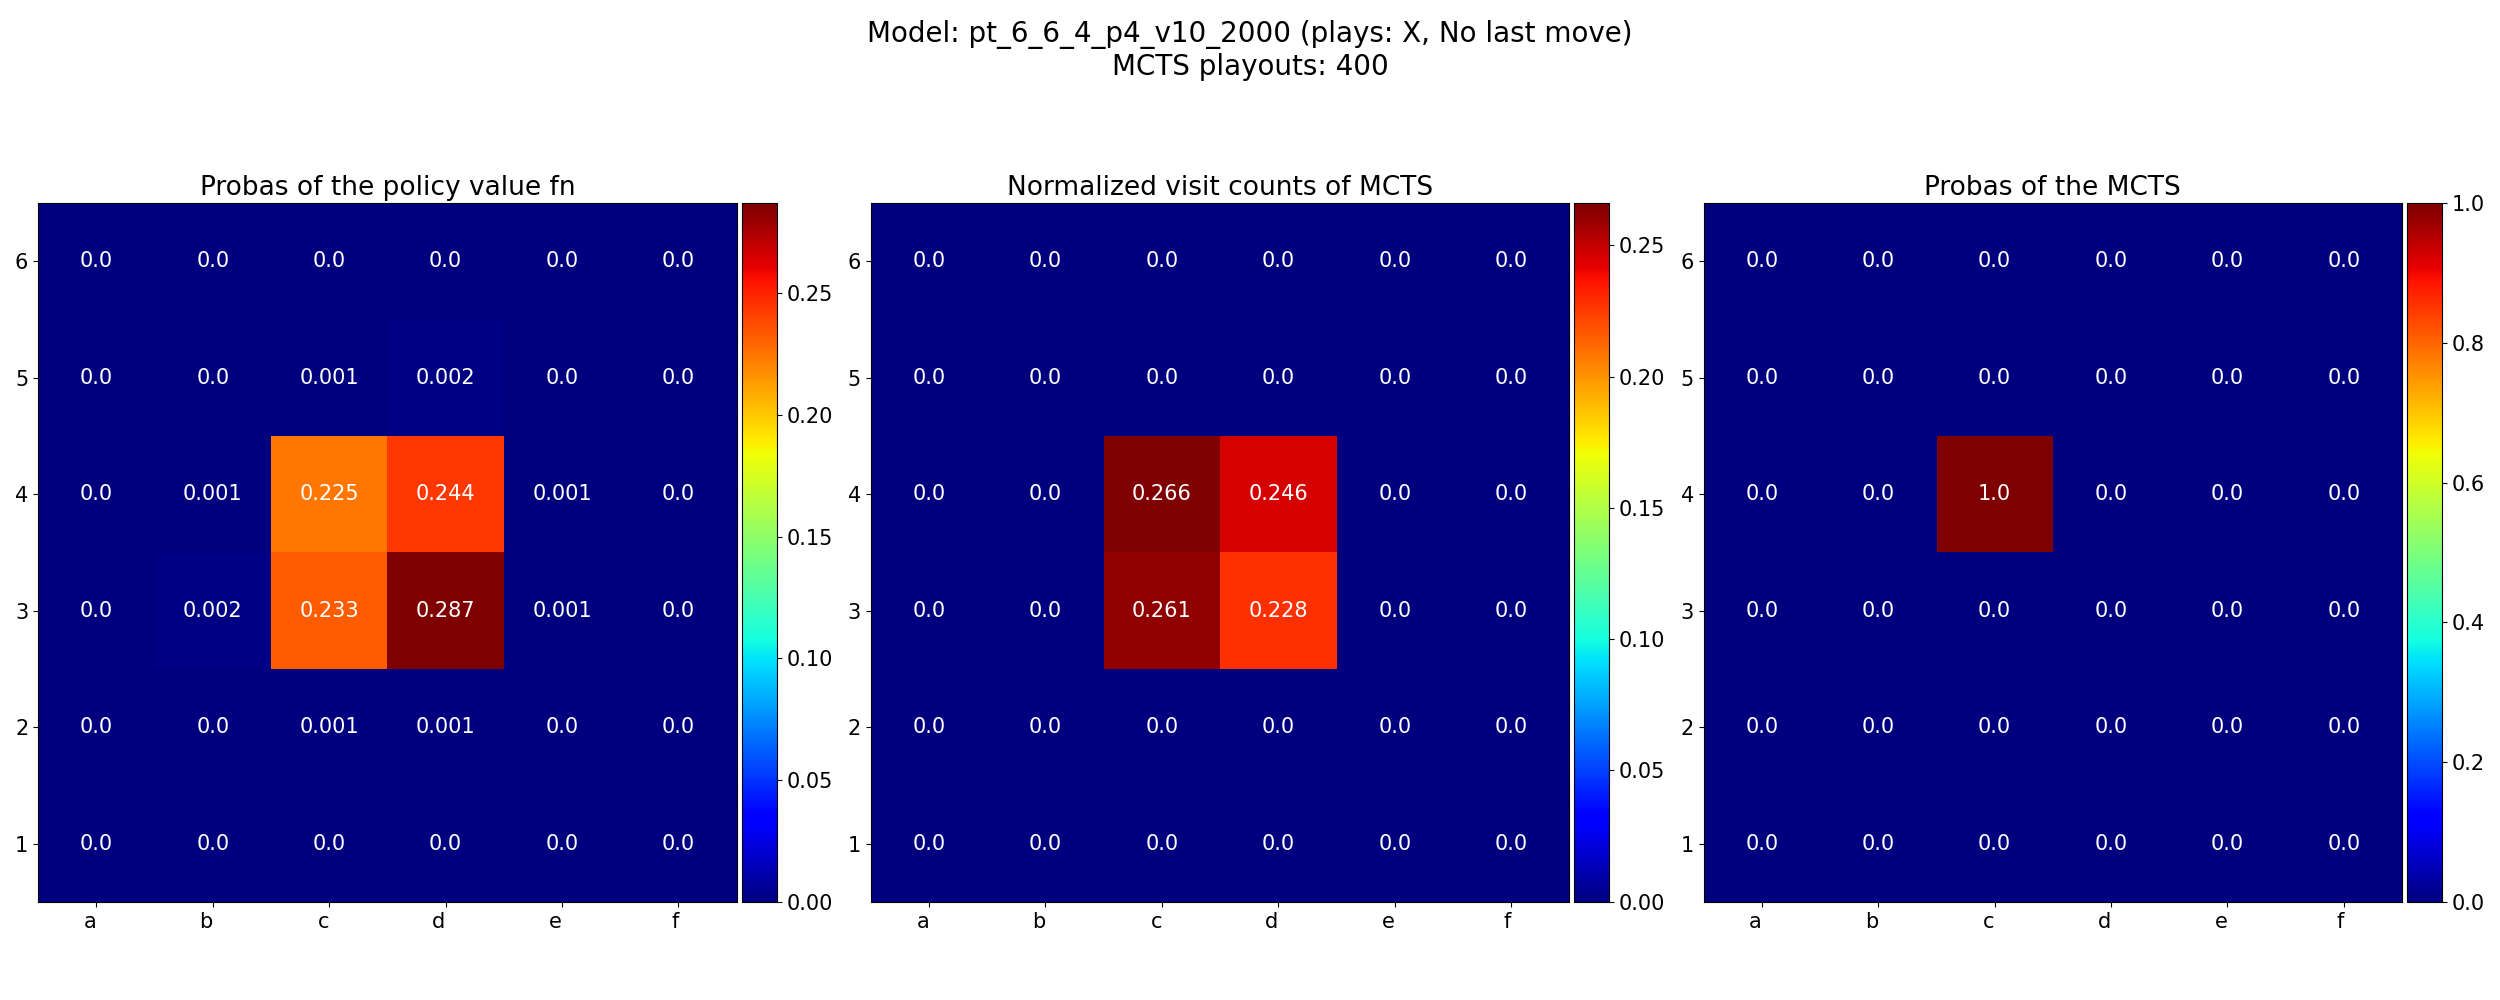 Model: pt_6_6_4_p4_v10_2000 (plays: X, No last move)
MCTS playouts: 400
Probas of the policy value fn
6 0.0 0.0 0.0 0.0 0.0 0.0
5 0.0 0.0 0.001 0.002 0.0 0.0
4 0.0 0.001 0.225 0.244 0.001 0.0
3 0.0 0.002 0.233 0.287 0.001 0.0
2 0.0 0.0 0.001 0.001 0.0 0.0
1 0.0 0.0 0.0 0.0 0.0 0.0
a b c d e f
0.25
0.20
0.15
0.10
0.05
0.00
Normalized visit counts of MCTS
6 0.0 0.0 0.0 0.0 0.0 0.0
5 0.0 0.0 0.0 0.0 0.0 0.0
4 0.0 0.0 0.266 0.246 0.0 0.0
3 0.0 0.0 0.261 0.228 0.0 0.0
2 0.0 0.0 0.0 0.0 0.0 0.0
1 0.0 0.0 0.0 0.0 0.0 0.0
a b c d e f
0.25
0.20
0.15
0.10
0.05
0.00
Probas of the MCTS
6 0.0 0.0 0.0 0.0 0.0 0.0
5 0.0 0.0 0.0 0.0 0.0 0.0
4 0.0 0.0 1.0 0.0 0.0 0.0
3 0.0 0.0 0.0 0.0 0.0 0.0
2 0.0 0.0 0.0 0.0 0.0 0.0
1 0.0 0.0 0.0 0.0 0.0 0.0
a b c d e f
1.0
0.8
0.6
0.4
0.2
0.0